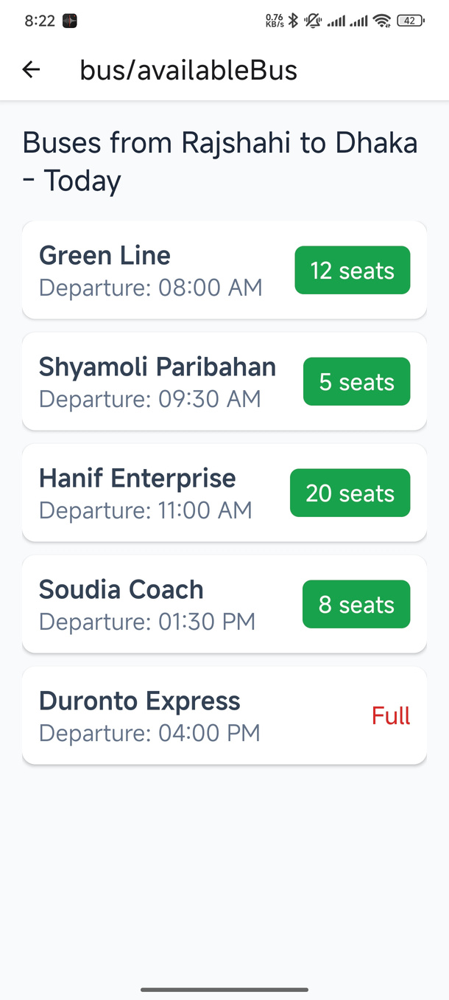 8:22
0.76
KB/s
42
bus/availableBus
Buses from Rajshahi to Dhaka
- Today
Green Line
Departure: 08:00 AM
12 seats
Shyamoli Paribahan
Departure: 09:30 AM
5 seats
Hanif Enterprise
Departure: 11:00 AM
20 seats
Soudia Coach
Departure: 01:30 PM
8 seats
Duronto Express
Departure: 04:00 PM
Full